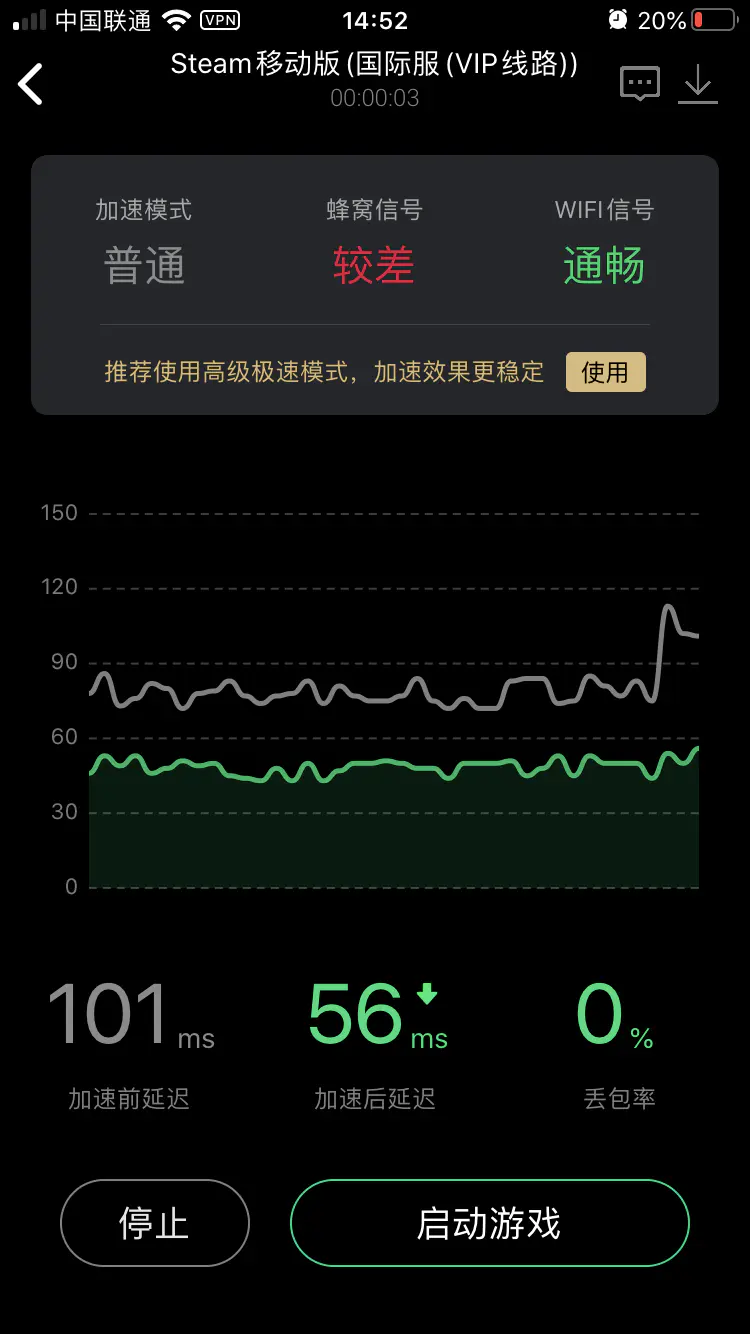 中国联通 VPN 14:52 20%
Steam移动版(国际服(VIP线路))
00:00:03
加速模式 蜂窝信号 WIFI信号
普通 较差 通畅
推荐使用高级极速模式，加速效果更稳定 使用
150
120
90
60
30
0
101 ms 56 ms 0 %
加速前延迟 加速后延迟 丢包率
停止 启动游戏